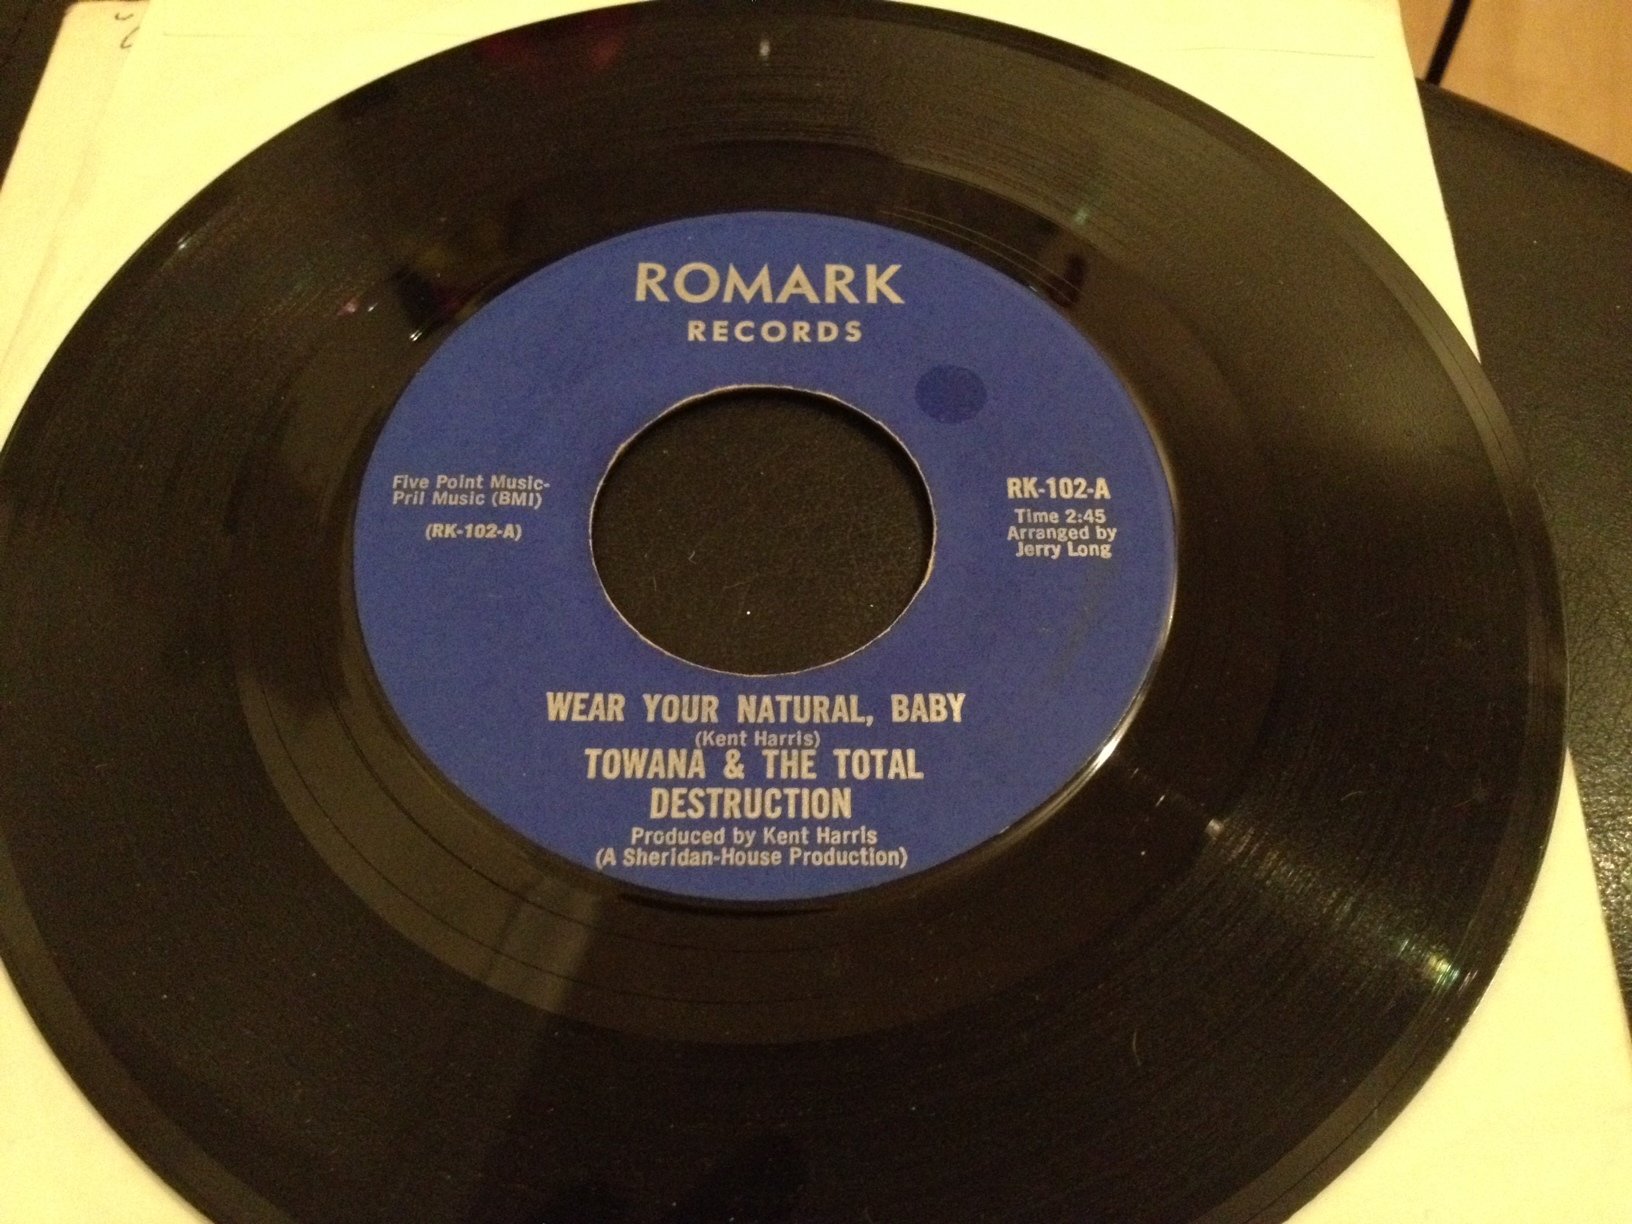 ROMARK
RECORDS
Five Point Music-
Pril Music (BMI)
(RK-102-A)
RK-102-A
Time 2:45
Arranged by
Jerry Long
WEAR YOUR NATURAL, BABY
(Kent Harris)
TOWANA & THE TOTAL
DESTRUCTION
Produced by Kent Harris
(A Sheridan-House Production)